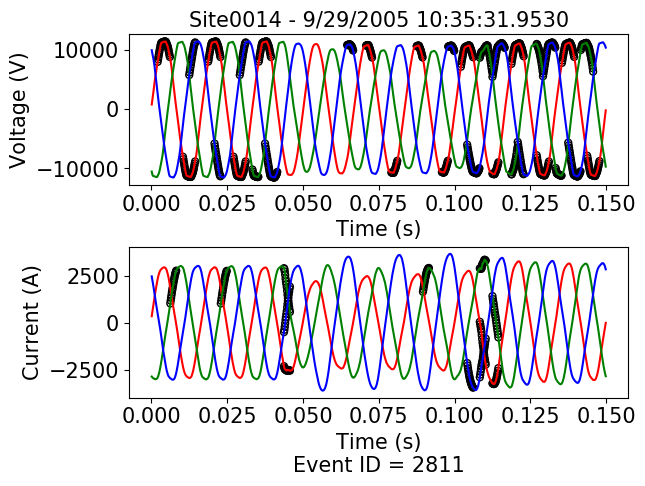 Site0014 - 9/29/2005 10:35:31.9530
Voltage (V)
10000
0
−10000
0.000 0.025 0.050 0.075 0.100 0.125 0.150
Time (s)
Current (A)
2500
0
−2500
0.000 0.025 0.050 0.075 0.100 0.125 0.150
Time (s)
Event ID = 2811